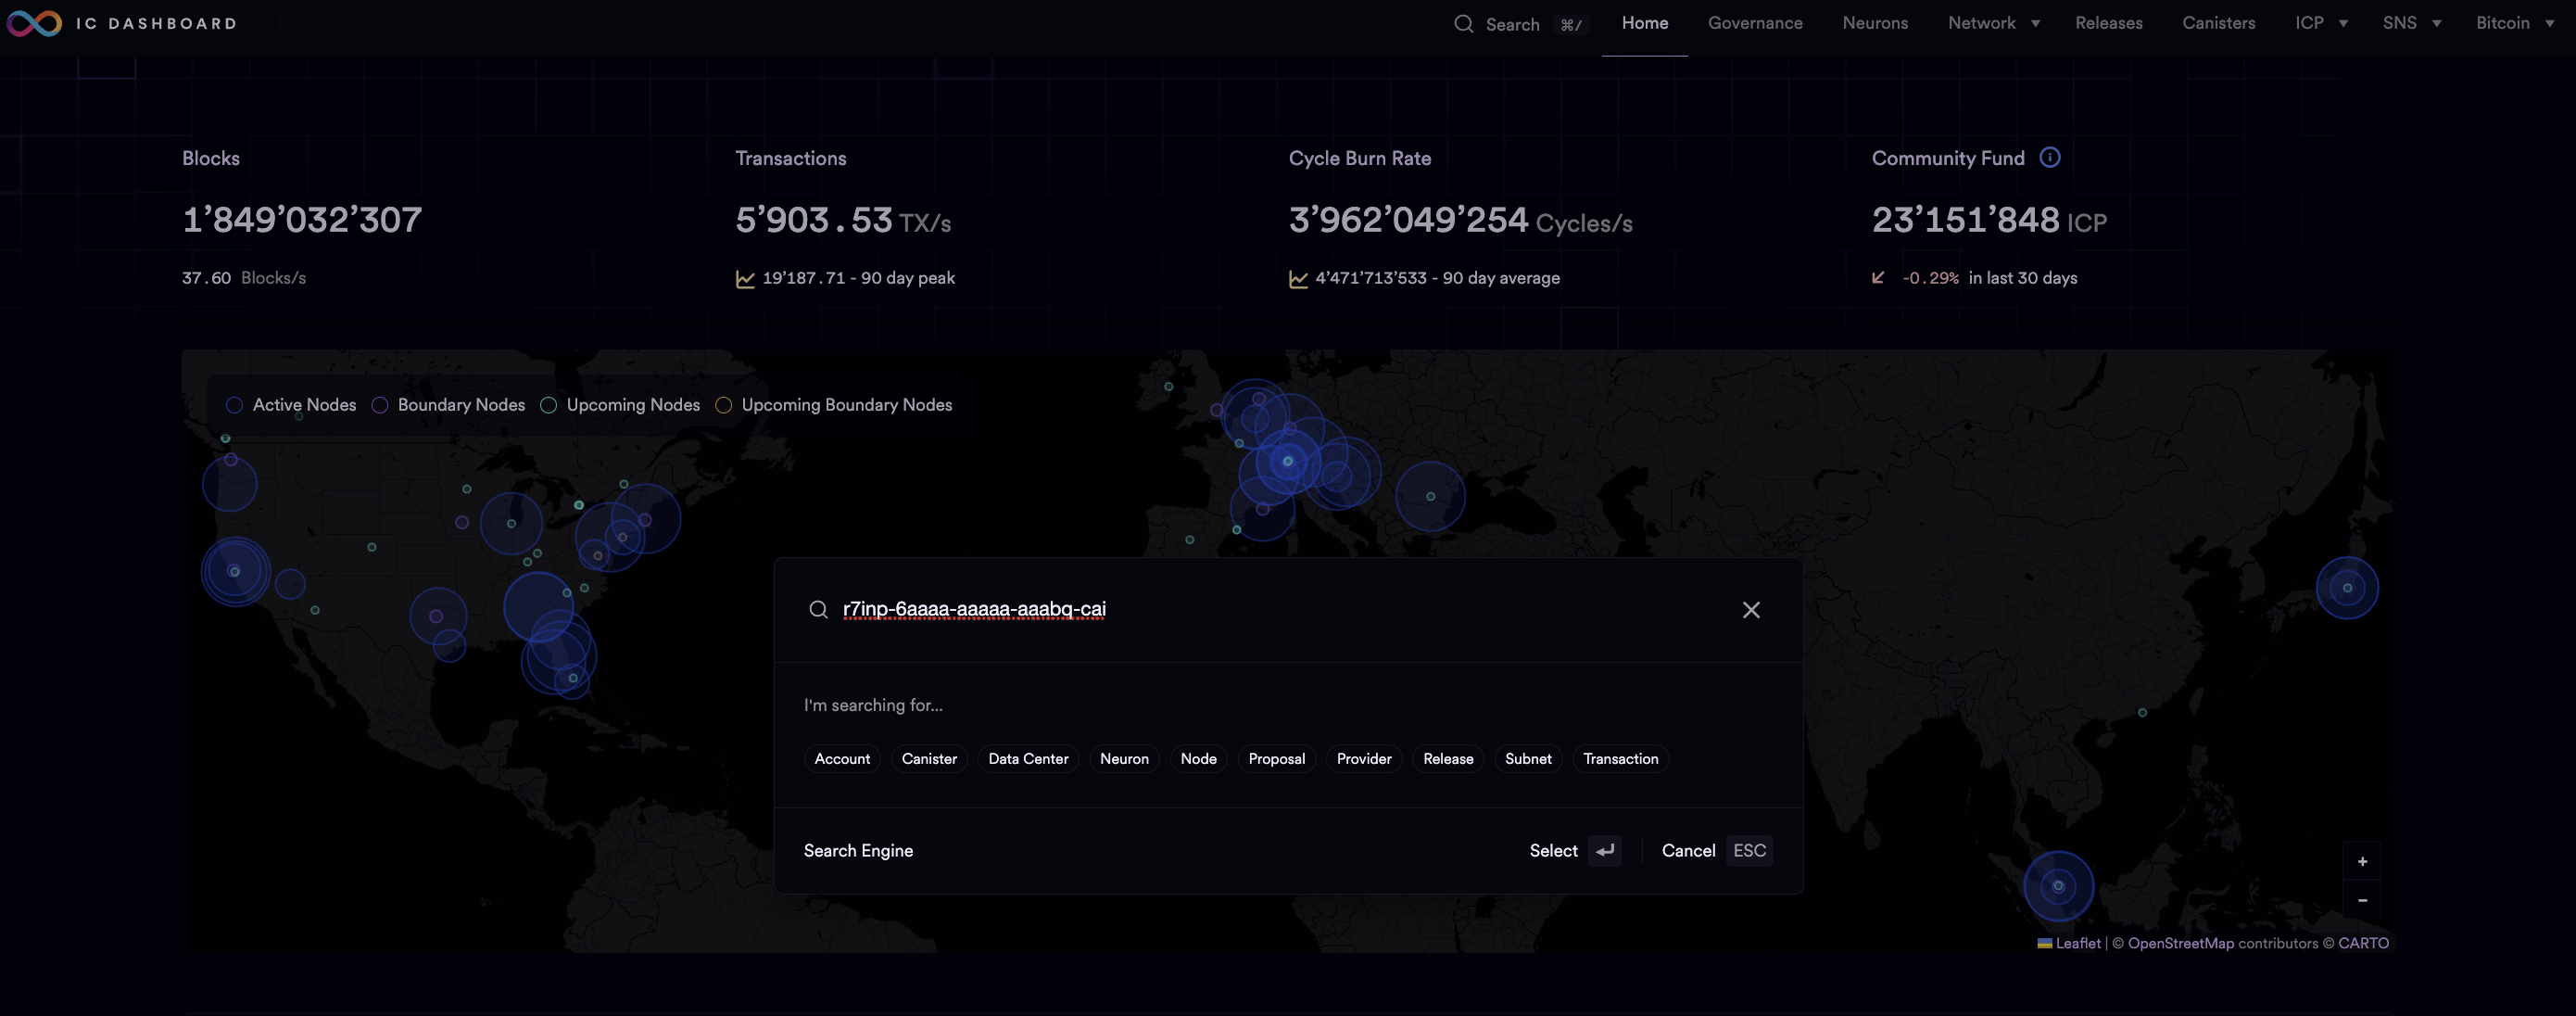 IC DASHBOARD
Search ⌘/ Home Governance Neurons Network Releases Canisters ICP SNS Bitcoin
Blocks
1’849’032’307
37.60 Blocks/s
Transactions
5’903.53 TX/s
19’187.71 - 90 day peak
Cycle Burn Rate
3’962’049’254 Cycles/s
4’471’713’533 - 90 day average
Community Fund
23’151’848 ICP
-0.29% in last 30 days
Active Nodes Boundary Nodes Upcoming Nodes Upcoming Boundary Nodes
r7inp-6aaaa-aaaaa-aaabq-cai
I'm searching for...
Account Canister Data Center Neuron Node Proposal Provider Release Subnet Transaction
Search Engine Select Cancel ESC
+
−
Leaflet | © OpenStreetMap contributors © CARTO